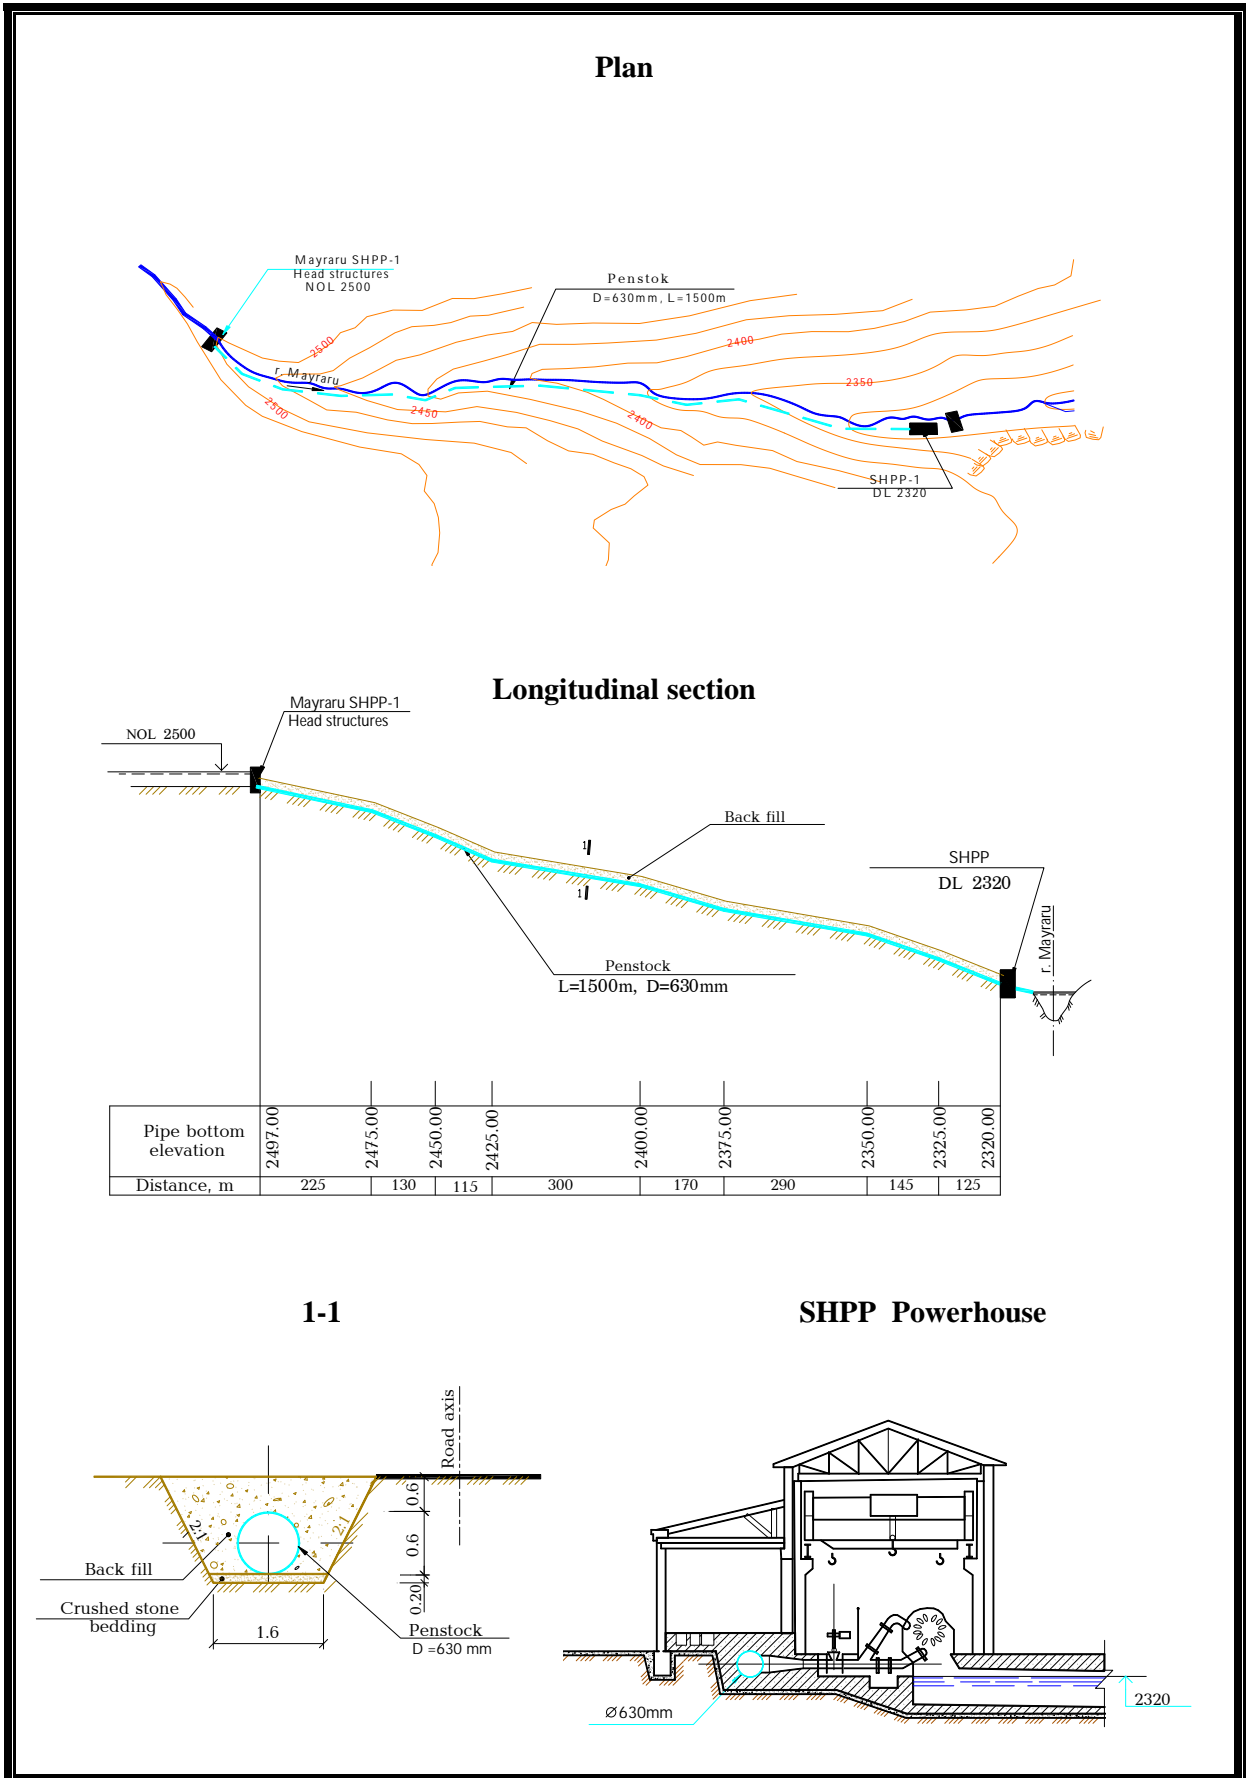 Plan
Mayraru SHPP-1
Head structures
NOL 2500
Penstok
D=630mm, L=1500m
2500
2400
r. Mayraru
2350
2500
2450
2400
SHPP-1
DL 2320
Longitudinal section
Mayraru SHPP-1
Head structures
NOL 2500
Back fill
1
1
SHPP
DL 2320
r. Mayraru
Penstock
L=1500m, D=630mm
Pipe bottom
elevation
2497.00
2475.00
2450.00
2425.00
2400.00
2375.00
2350.00
2325.00
2320.00
Distance, m
225
130
115
300
170
290
145
125
1-1
SHPP Powerhouse
Road axis
0.6
2:1
2:1
0.6
Back fill
0.20
Crushed stone
bedding
1.6
Penstock
D =630 mm
Ø630mm
2320